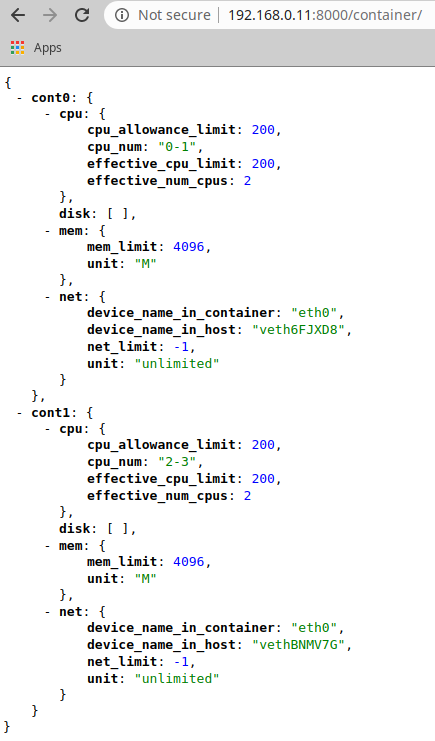 Not secure | 192.168.0.11:8000/container/
Apps
{
- cont0: {
- cpu: {
cpu_allowance_limit: 200,
cpu_num: "0-1",
effective_cpu_limit: 200,
effective_num_cpus: 2
},
disk: [ ],
- mem: {
mem_limit: 4096,
unit: "M"
},
- net: {
device_name_in_container: "eth0",
device_name_in_host: "veth6FJXD8",
net_limit: -1,
unit: "unlimited"
}
},
- cont1: {
- cpu: {
cpu_allowance_limit: 200,
cpu_num: "2-3",
effective_cpu_limit: 200,
effective_num_cpus: 2
},
disk: [ ],
- mem: {
mem_limit: 4096,
unit: "M"
},
- net: {
device_name_in_container: "eth0",
device_name_in_host: "vethBNMV7G",
net_limit: -1,
unit: "unlimited"
}
}
}